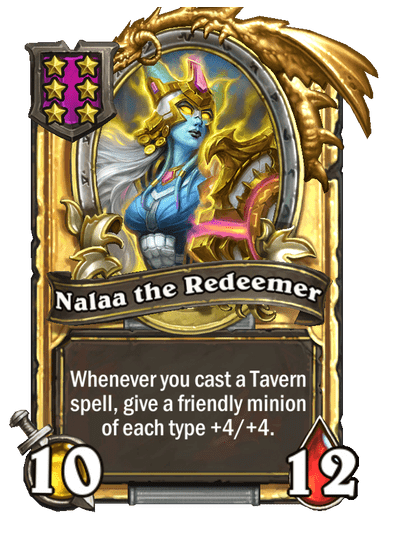 Nalaa the Redeemer
Whenever you cast a Tavern
spell, give a friendly minion
of each type +4/+4.
10
12